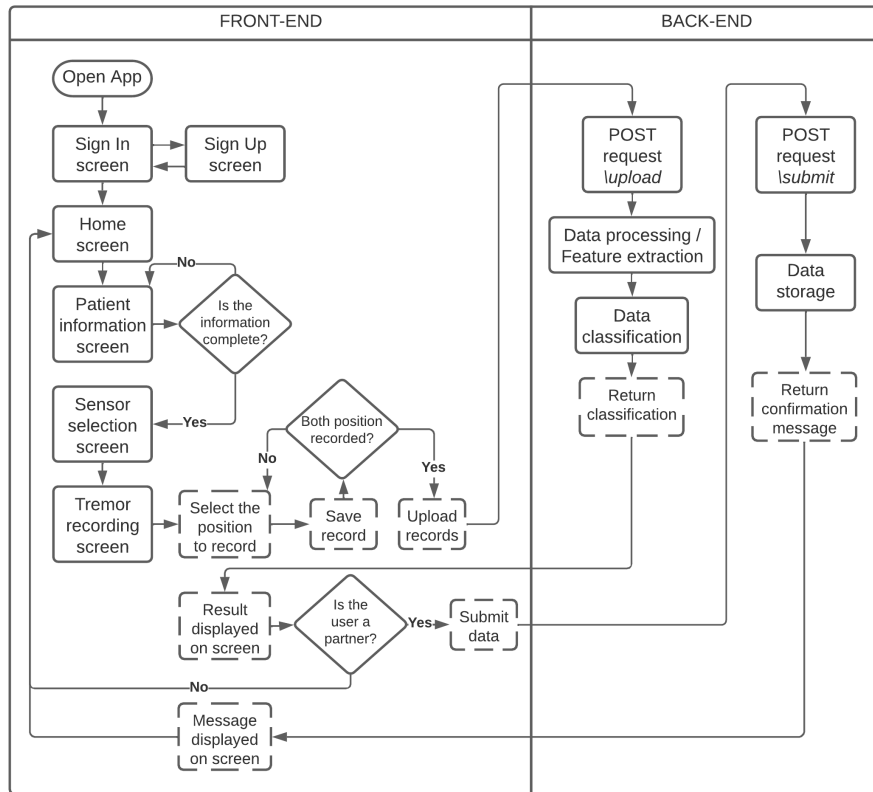 FRONT-END
BACK-END
Open App
Sign In
screen
Sign Up
screen
Home
screen
No
Patient
information
screen
Is the
information
complete?
Yes
Sensor
selection
screen
Both position
recorded?
No
Yes
Tremor
recording
screen
Select the
position
to record
Save
record
Upload
records
POST
request
\upload
Data processing /
Feature extraction
Data
classification
Return
classification
Result
displayed
on screen
Is the
user a
partner?
Yes
Submit
data
No
POST
request
\submit
Data
storage
Return
confirmation
message
Message
displayed
on screen